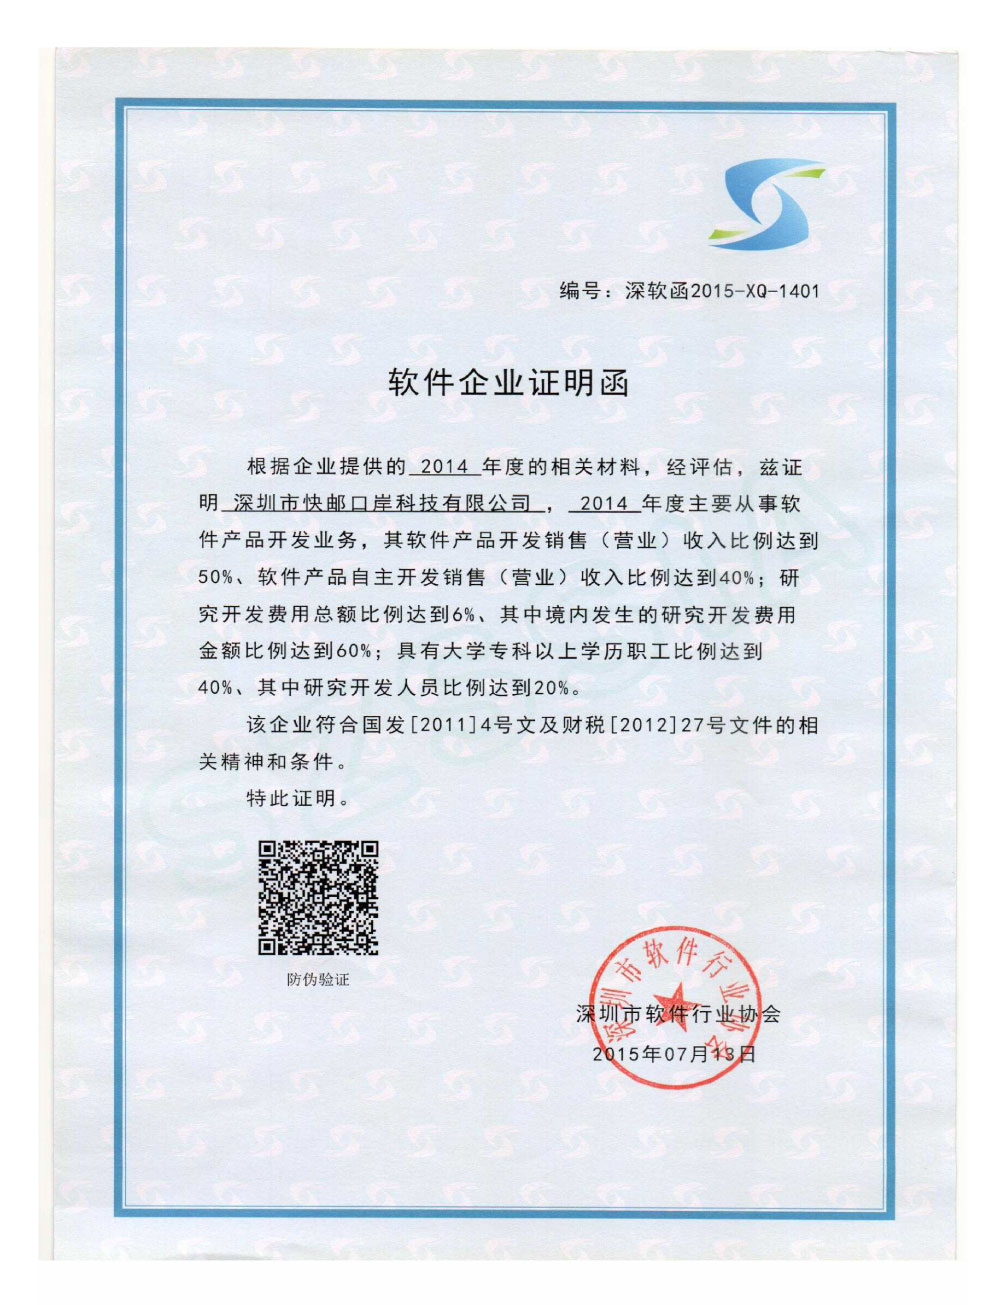 编号：深软函2015-XQ-1401
软件企业证明函
根据企业提供的 2014 年度的相关材料，经评估，兹证
明 深圳市快邮口岸科技有限公司 ， 2014 年度主要从事软
件产品开发业务，其软件产品开发销售（营业）收入比例达到
50%、软件产品自主开发销售（营业）收入比例达到40%；研
究开发费用总额比例达到6%、其中境内发生的研究开发费用
金额比例达到60%；具有大学专科以上学历职工比例达到
40%、其中研究开发人员比例达到20%。
该企业符合国发[2011]4号文及财税[2012]27号文件的相
关精神和条件。
特此证明。
防伪验证
深圳市软件行业协会
深圳市软件行业协会
2015年07月13日